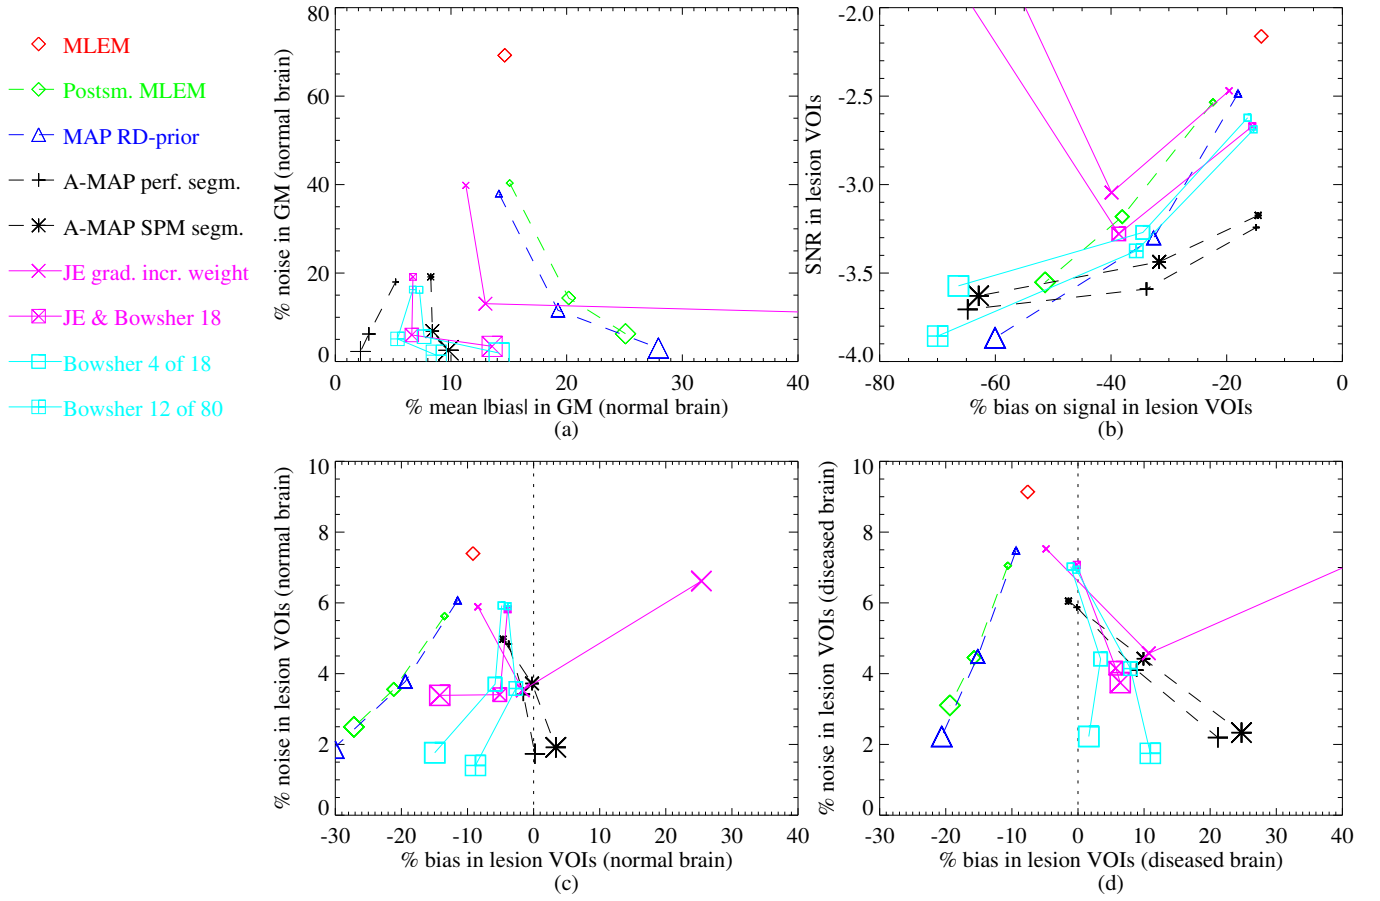 MLEM
Postsm. MLEM
MAP RD-prior
A-MAP perf. segm.
A-MAP SPM segm.
JE grad. incr. weight
JE & Bowsher 18
Bowsher 4 of 18
Bowsher 12 of 80
% noise in GM (normal brain)
80
60
40
20
0
0 10 20 30 40
% mean |bias| in GM (normal brain)
(a)
SNR in lesion VOIs
-2.0
-2.5
-3.0
-3.5
-4.0
-80 -60 -40 -20 0
% bias on signal in lesion VOIs
(b)
% noise in lesion VOIs (normal brain)
10
8
6
4
2
0
-30 -20 -10 0 10 20 30 40
% bias in lesion VOIs (normal brain)
(c)
% noise in lesion VOIs (diseased brain)
10
8
6
4
2
0
-30 -20 -10 0 10 20 30 40
% bias in lesion VOIs (diseased brain)
(d)